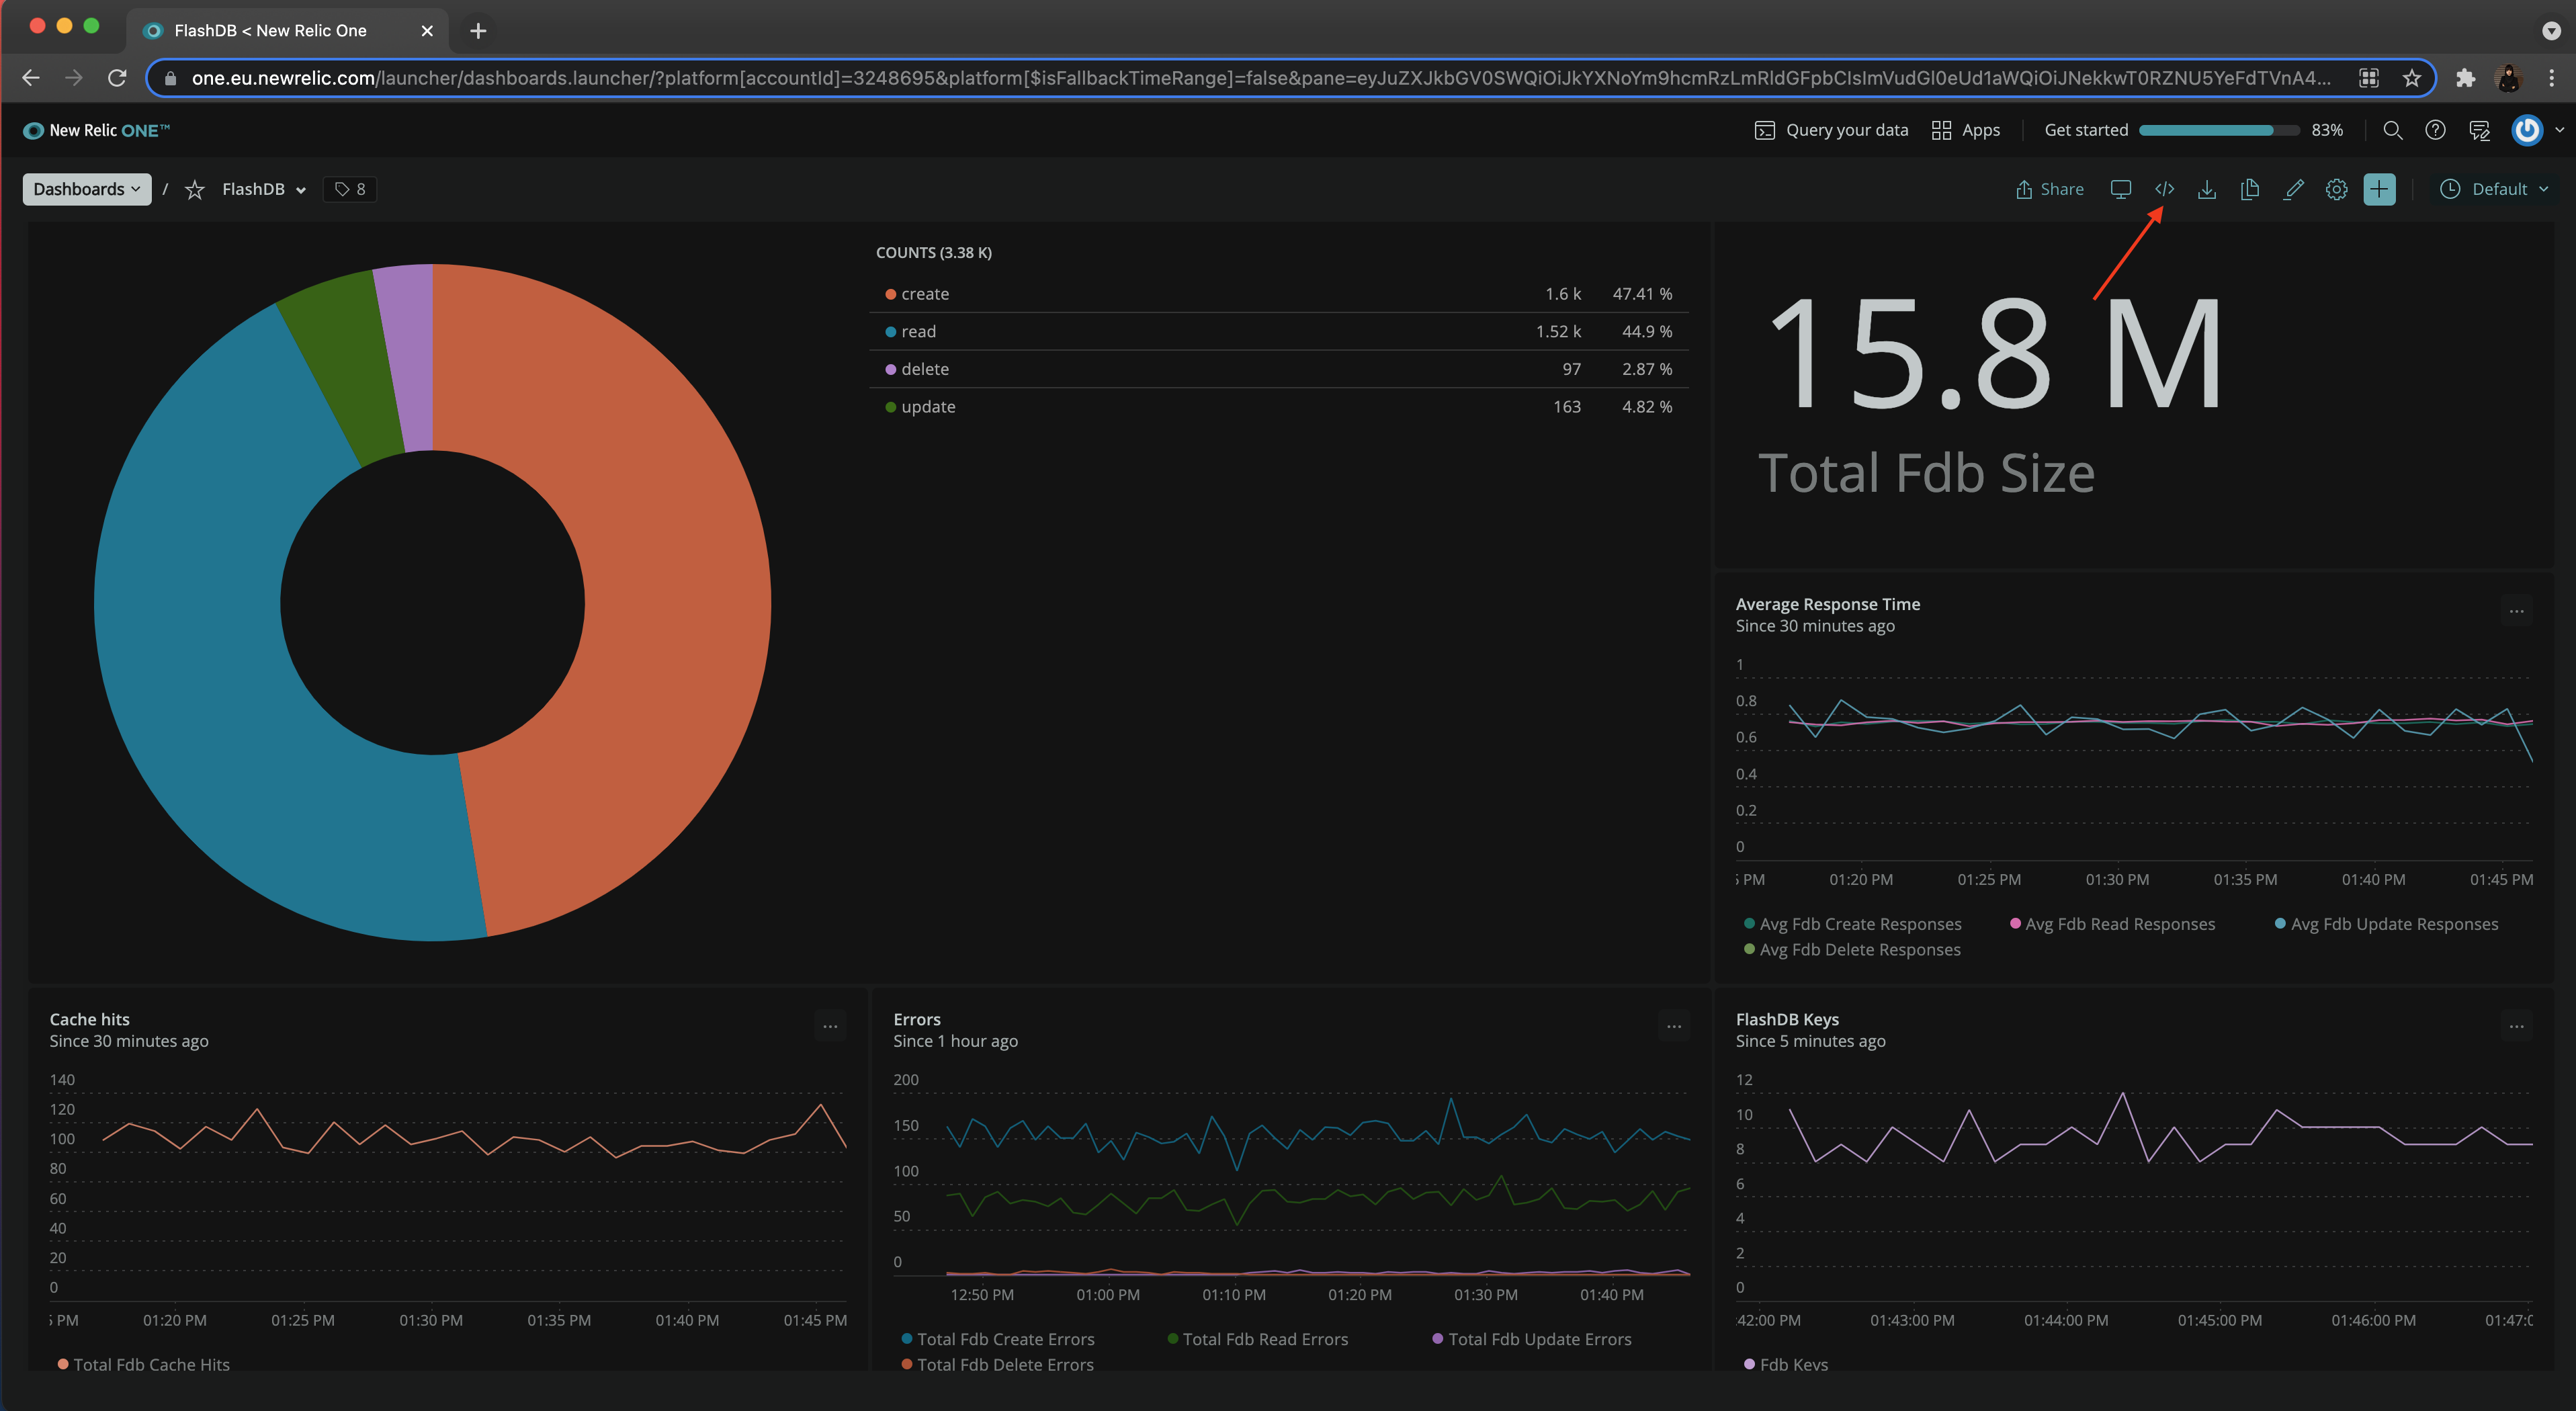 FlashDB < New Relic One
one.eu.newrelic.com/launcher/dashboards.launcher/?platform[accountId]=3248695&platform[$isFallbackTimeRange]=false&pane=
New Relic ONE™
Query your data
Apps
Get started
83%
Dashboards
/
FlashDB
8
Share
Default
COUNTS (3.38 K)
create 1.6 k 47.41 %
read 1.52 k 44.9 %
delete 97 2.87 %
update 163 4.82 %
15.8 M
Total Fdb Size
Average Response Time
Since 30 minutes ago
1
0.8
0.6
0.4
0.2
0
PM 01:20 PM 01:25 PM 01:30 PM 01:35 PM 01:40 PM 01:45 PM
Avg Fdb Create Responses Avg Fdb Read Responses Avg Fdb Update Responses
Avg Fdb Delete Responses
Cache hits
Since 30 minutes ago
140
120
100
80
60
40
20
0
PM 01:20 PM 01:25 PM 01:30 PM 01:35 PM 01:40 PM 01:45 PM
Total Fdb Cache Hits
Errors
Since 1 hour ago
200
150
100
50
0
12:50 PM 01:00 PM 01:10 PM 01:20 PM 01:30 PM 01:40 PM
Total Fdb Create Errors Total Fdb Read Errors Total Fdb Update Errors
Total Fdb Delete Errors
FlashDB Keys
Since 5 minutes ago
12
10
8
6
4
2
0
:42:00 PM 01:43:00 PM 01:44:00 PM 01:45:00 PM 01:46:00 PM 01:47:0
Fdb Keys